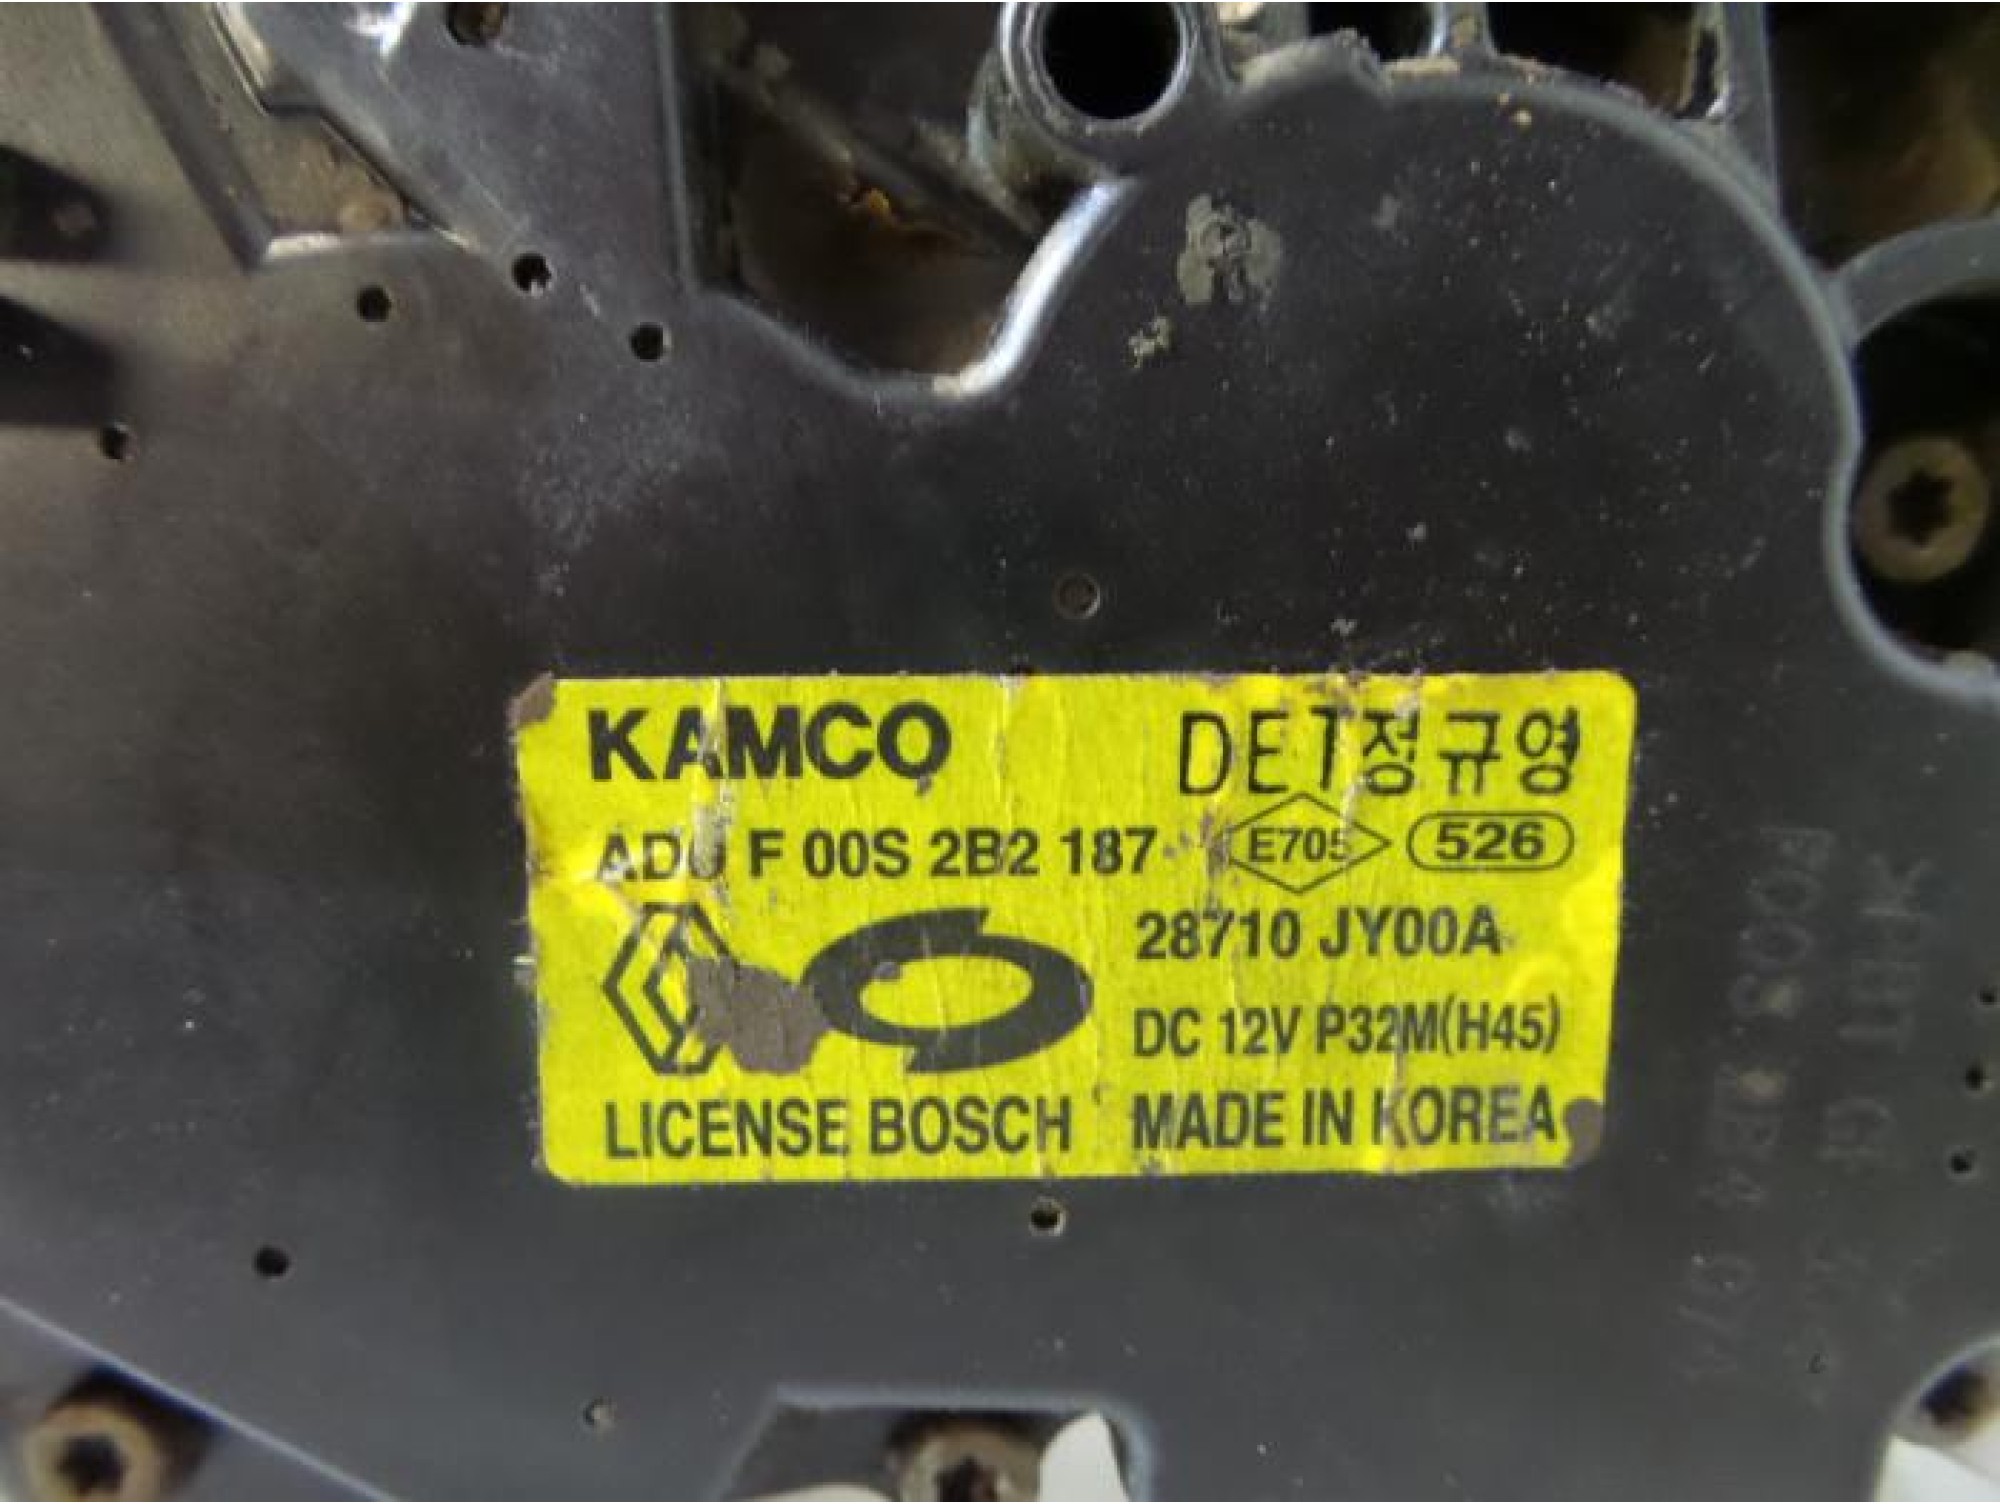 KAMCO
DET정규영
ADU F 00S 2B2 187
E705
526
28710 JY00A
DC 12V P32M(H45)
LICENSE BOSCH
MADE IN KOREA